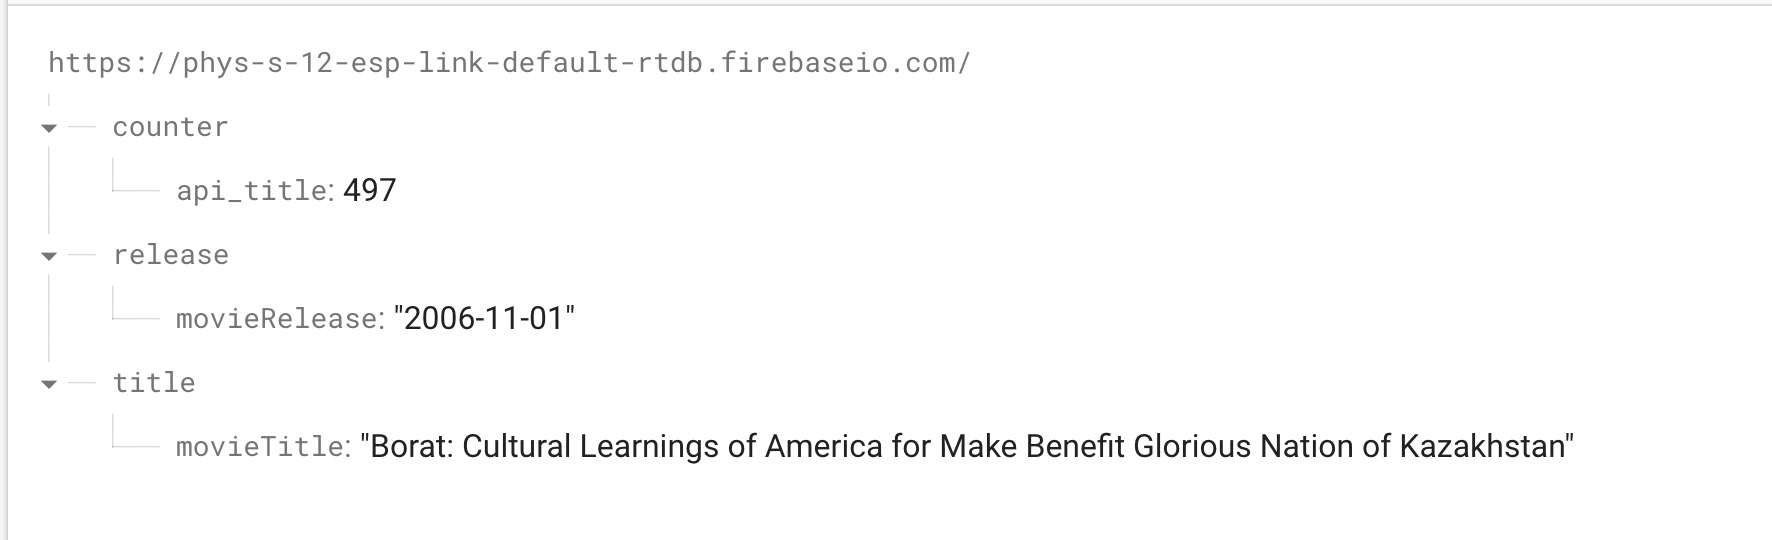 https://phys-s-12-esp-link-default-rtdb.firebaseio.com/
counter
api_title: 497
release
movieRelease: "2006-11-01"
title
movieTitle: "Borat: Cultural Learnings of America for Make Benefit Glorious Nation of Kazakhstan"